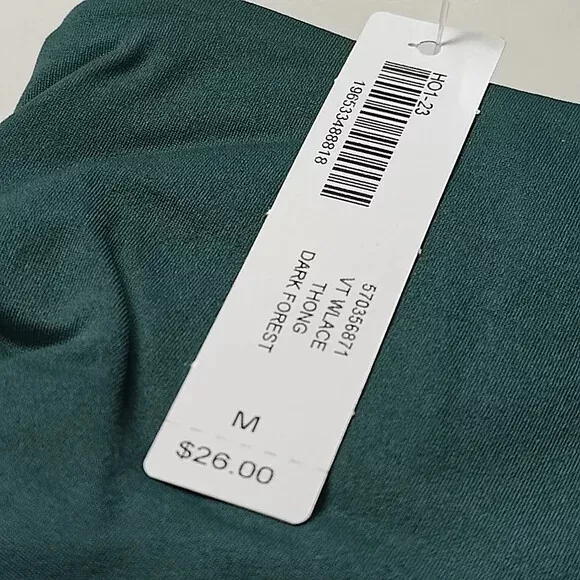 HO1-23
196533488818
570356871
VT WLACE
THONG
DARK FOREST
M
$26.00